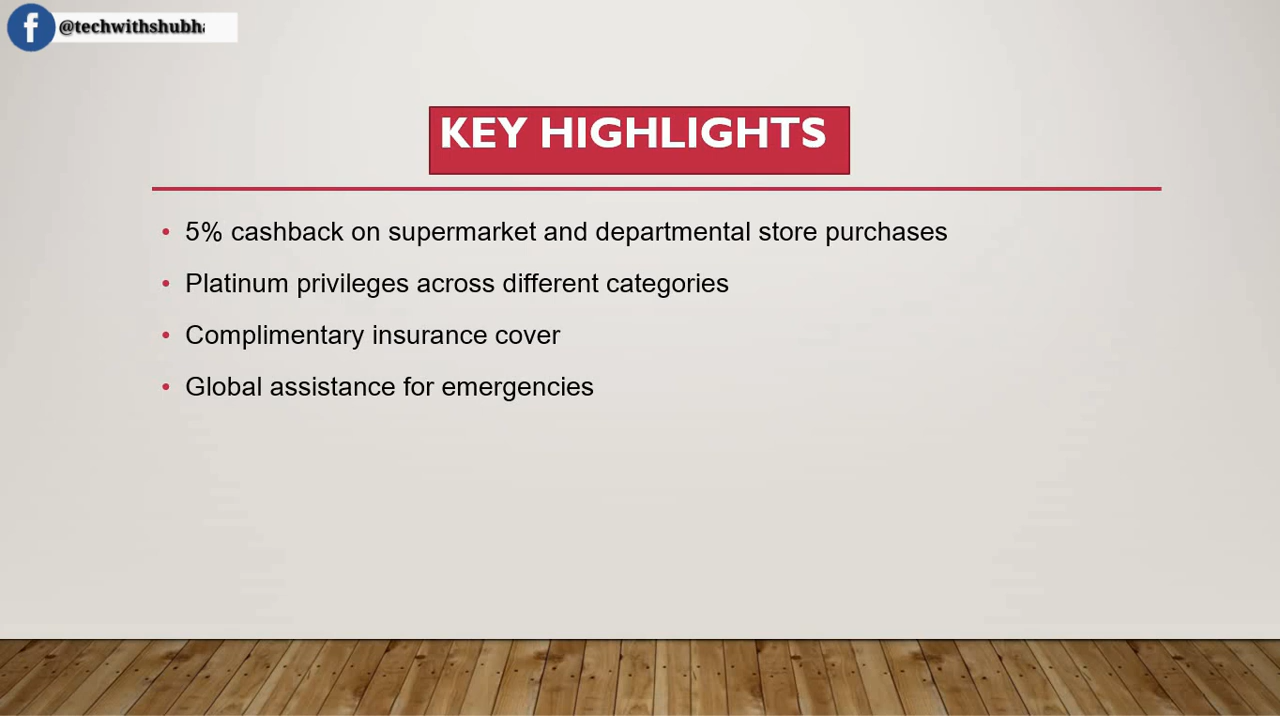 KEY HIGHLIGHTS
• 5% cashback on supermarket and departmental store purchases
• Platinum privileges across different categories
• Complimentary insurance cover
• Global assistance for emergencies